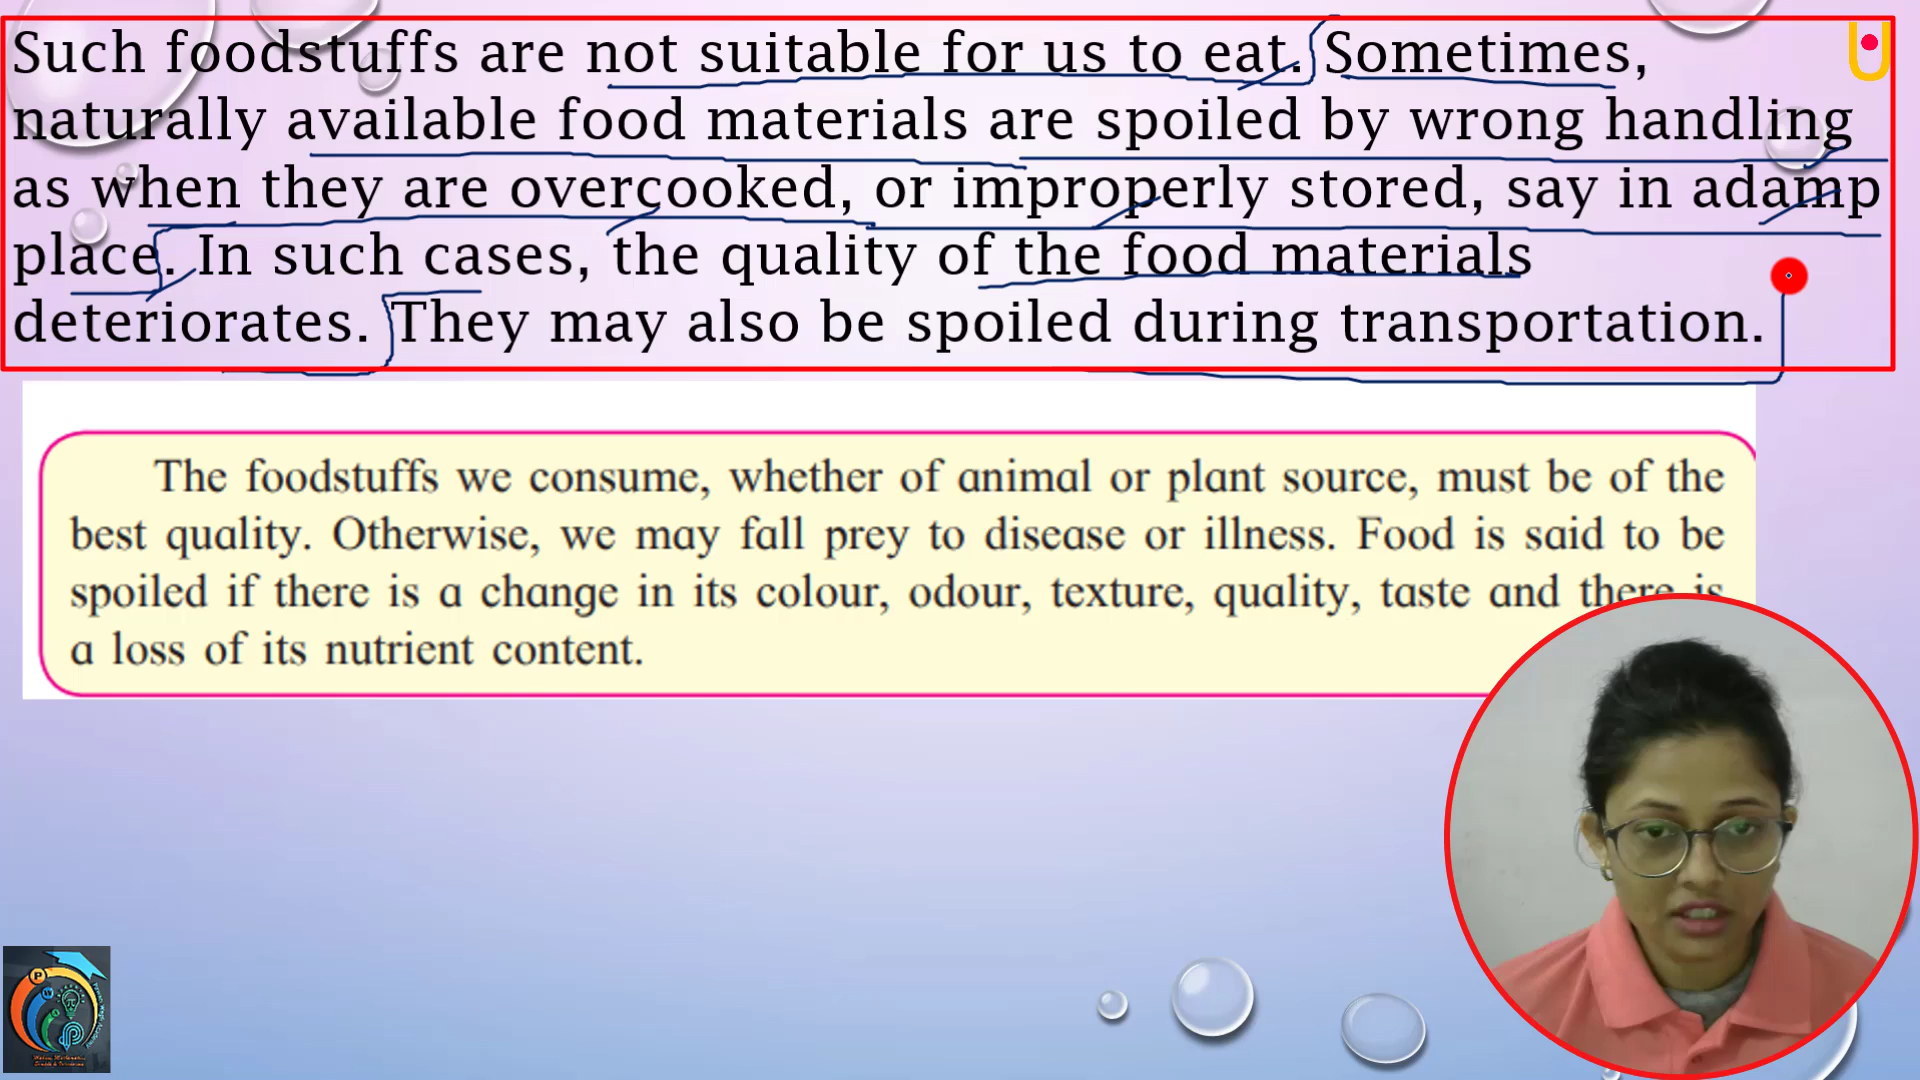 Such foodstuffs are not suitable for us to eat. Sometimes,
naturally available food materials are spoiled by wrong handling
as when they are overcooked, or improperly stored, say in adamp
place. In such cases, the quality of the food materials
deteriorates. They may also be spoiled during transportation.
The foodstuffs we consume, whether of animal or plant source, must be of the
best quality. Otherwise, we may fall prey to disease or illness. Food is said to be
spoiled if there is a change in its colour, odour, texture, quality, taste and there is
a loss of its nutrient content.